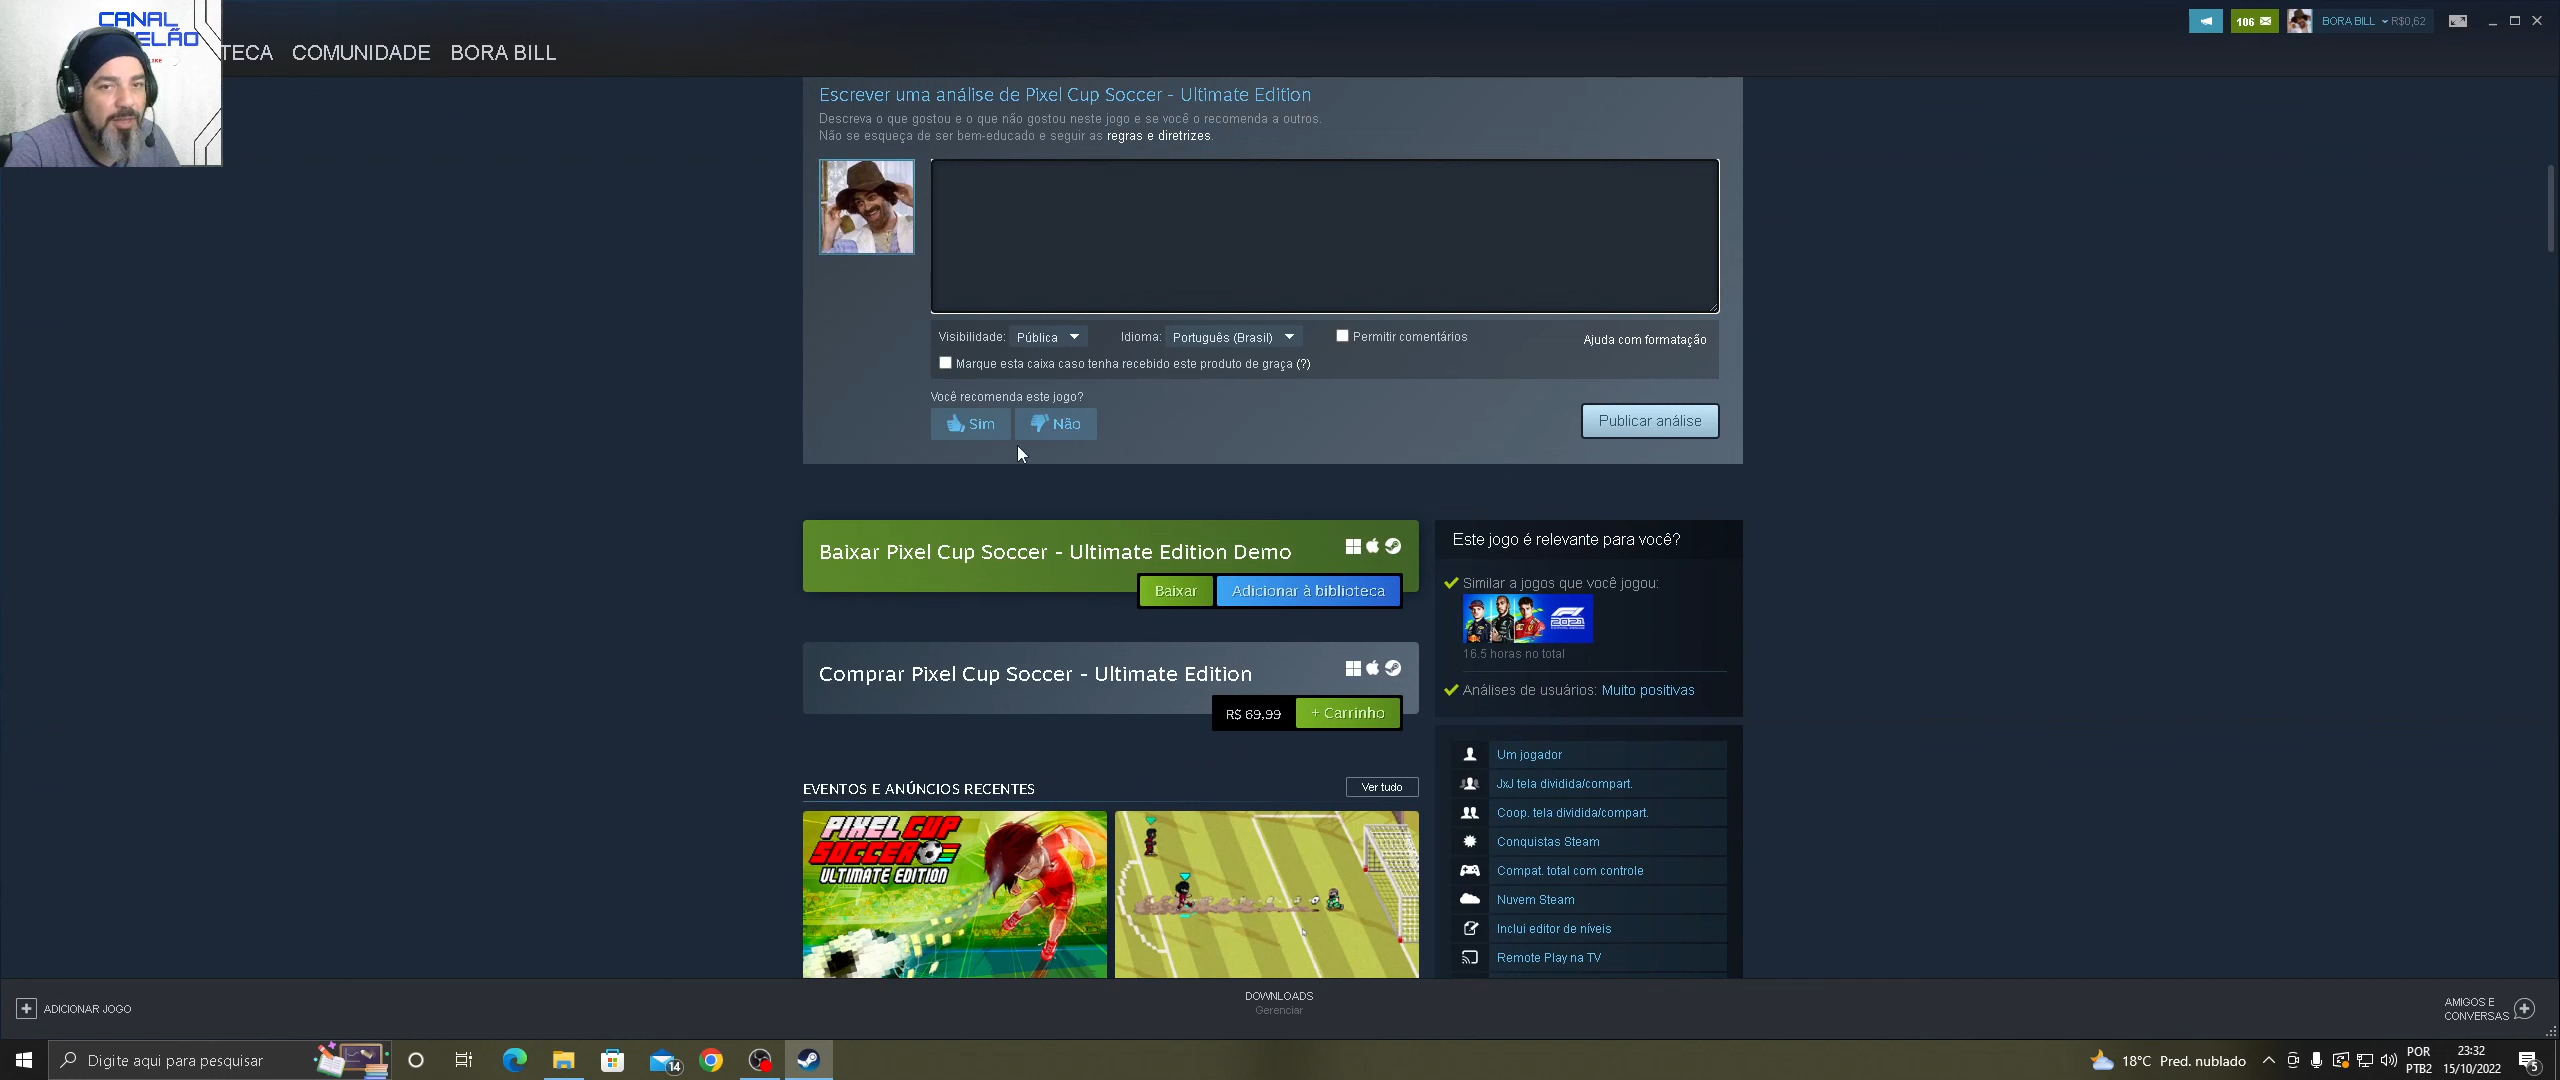 CANAL
ELÃO
TECA COMUNIDADE BORA BILL
106
BORA BILL R$0,62
Escrever uma análise de Pixel Cup Soccer - Ultimate Edition
Descreva o que gostou e o que não gostou neste jogo e se você o recomenda a outros.
Não se esqueça de ser bem-educado e seguir as regras e diretrizes.
Visibilidade: Pública Idioma: Português (Brasil) Permitir comentários Ajuda com formatação
Marque esta caixa caso tenha recebido este produto de graça (?)
Você recomenda este jogo?
Sim Não
Publicar análise
Baixar Pixel Cup Soccer - Ultimate Edition Demo
Baixar Adicionar à biblioteca
Comprar Pixel Cup Soccer - Ultimate Edition
R$ 69,99 + Carrinho
EVENTOS E ANÚNCIOS RECENTES Ver tudo
PIXEL CUP
SOCCER
ULTIMATE EDITION
Este jogo é relevante para você?
Similar a jogos que você jogou:
2021
16.5 horas no total
Análises de usuários: Muito positivas
Um jogador
JxJ tela dividida/compart.
Coop. tela dividida/compart.
Conquistas Steam
Compat. total com controle
Nuvem Steam
Inclui editor de níveis
Remote Play na TV
ADICIONAR JOGO
DOWNLOADS
Gerenciar
AMIGOS E
CONVERSAS
Digite aqui para pesquisar
14
18°C Pred. nublado
POR
PTB2
23:32
15/10/2022
5